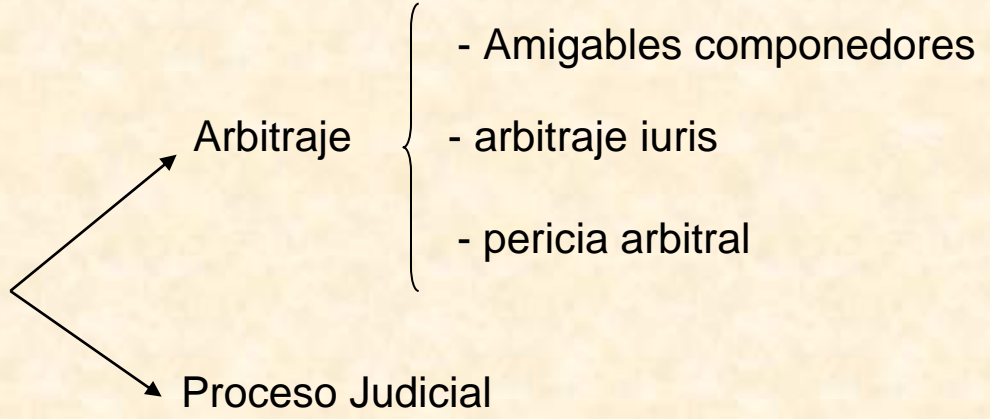 - Amigables componedores
Arbitraje - arbitraje iuris
- pericia arbitral
Proceso Judicial